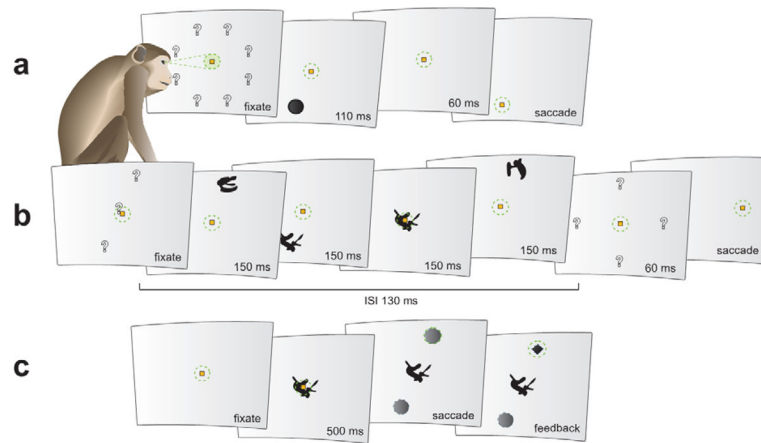 a
fixate
110 ms
60 ms
saccade
b
fixate
150 ms
150 ms
150 ms
150 ms
60 ms
saccade
ISI 130 ms
c
fixate
500 ms
saccade
feedback